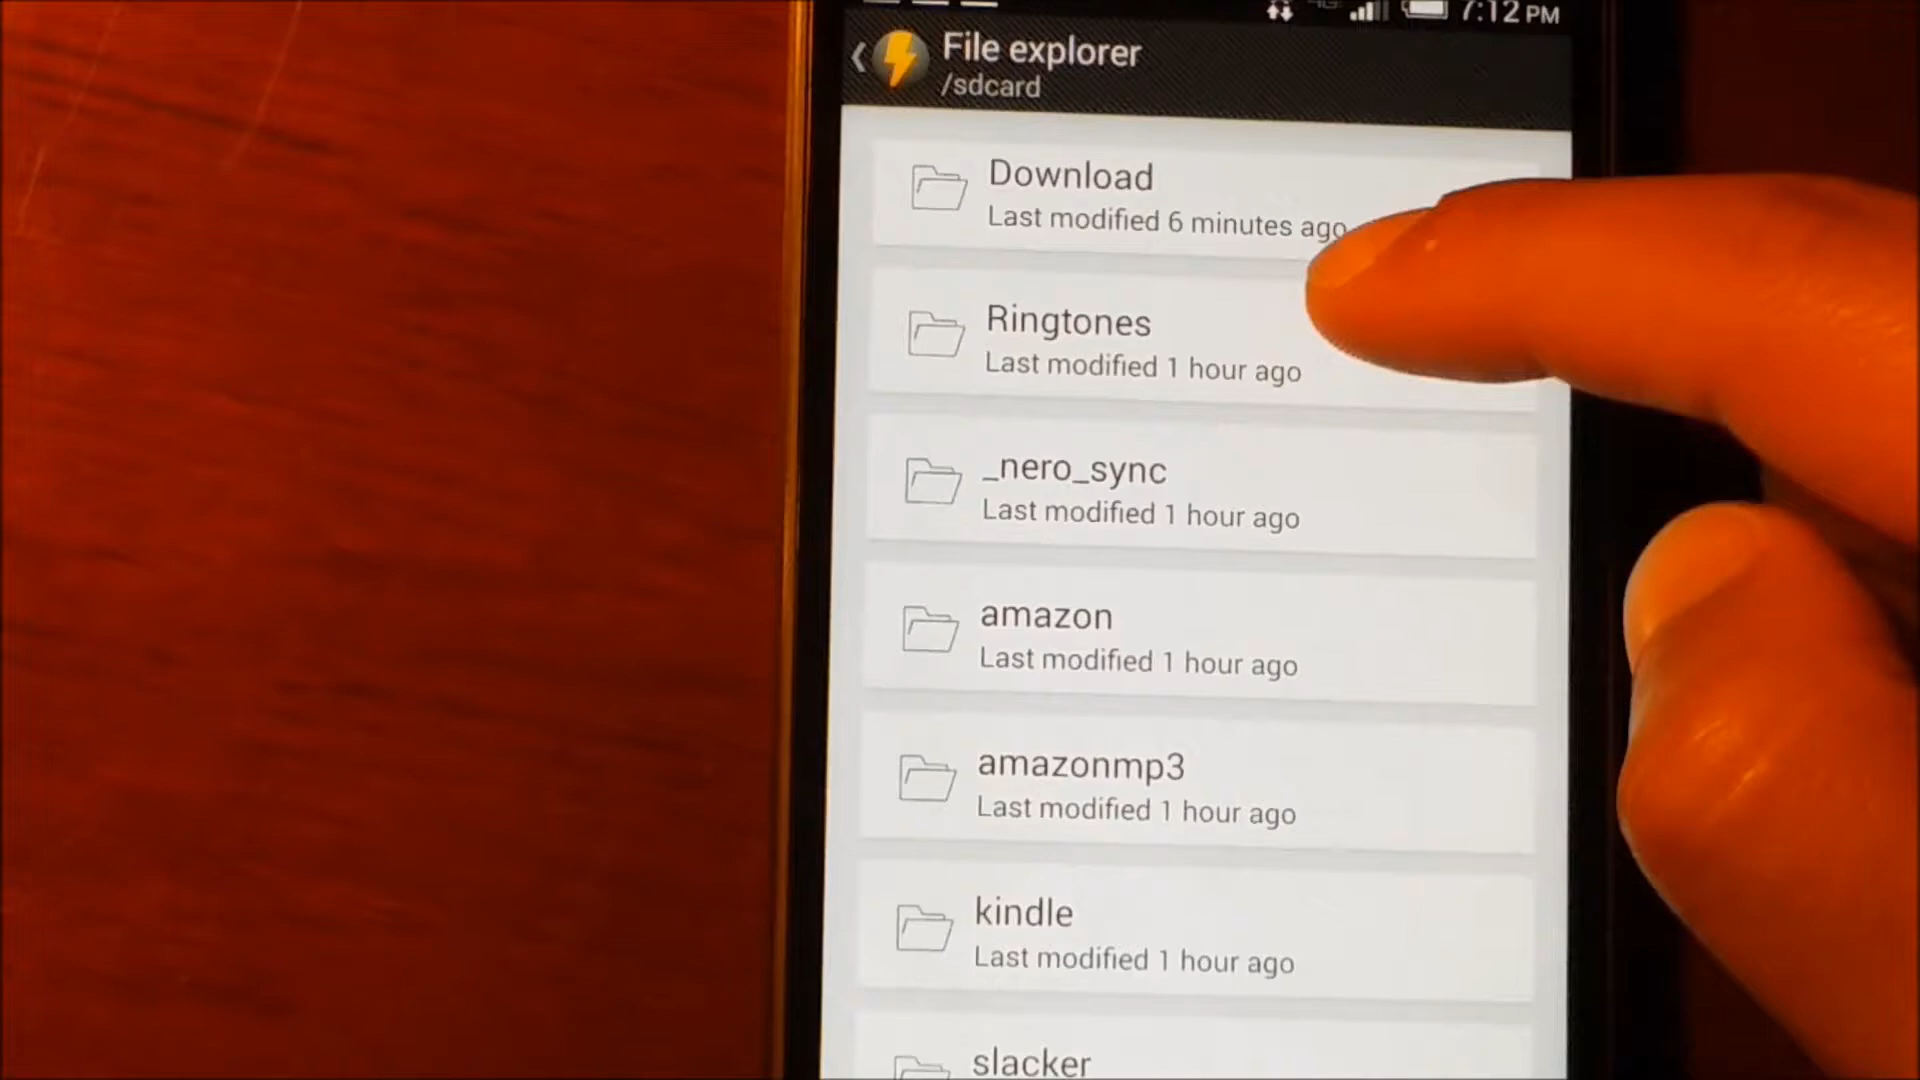 7:12 PM
File explorer
/sdcard
Download
Last modified 6 minutes ago
Ringtones
Last modified 1 hour ago
_nero_sync
Last modified 1 hour ago
amazon
Last modified 1 hour ago
amazonmp3
Last modified 1 hour ago
kindle
Last modified 1 hour ago
slacker